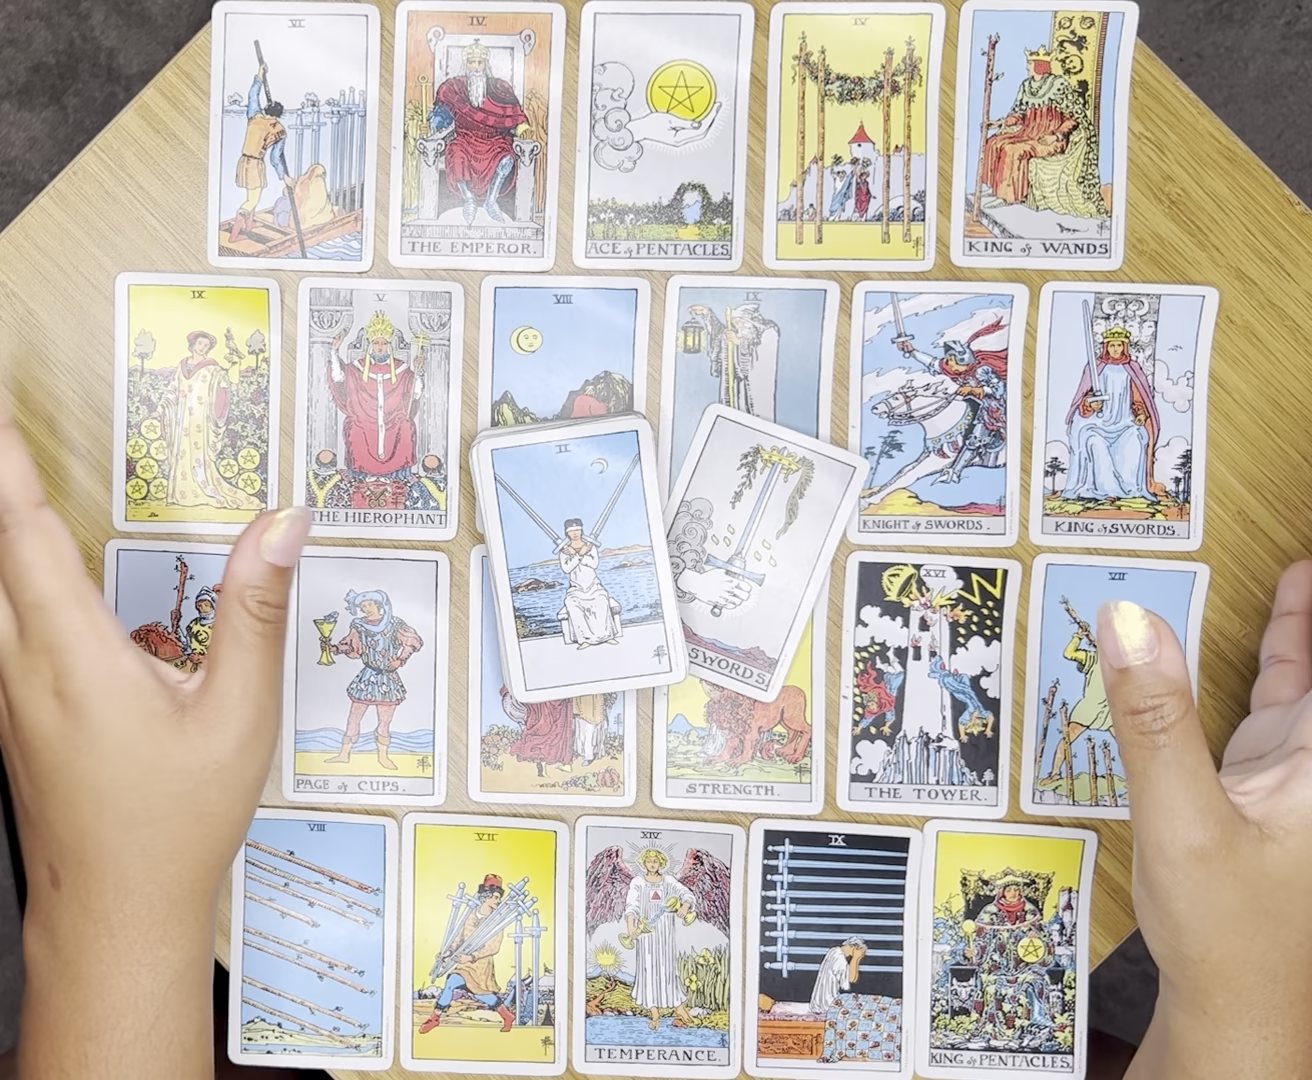 VI
IV
THE EMPEROR.
ACE of PENTACLES.
IV
KING of WANDS
IX
V
THE HIEROPHANT
VIII
IX
KNIGHT of SWORDS.
KING of SWORDS.
II
SWORDS.
PAGE of CUPS.
STRENGTH.
XVI
THE TOWER.
VII
VIII
VII
XIV
TEMPERANCE.
IX
KING of PENTACLES.